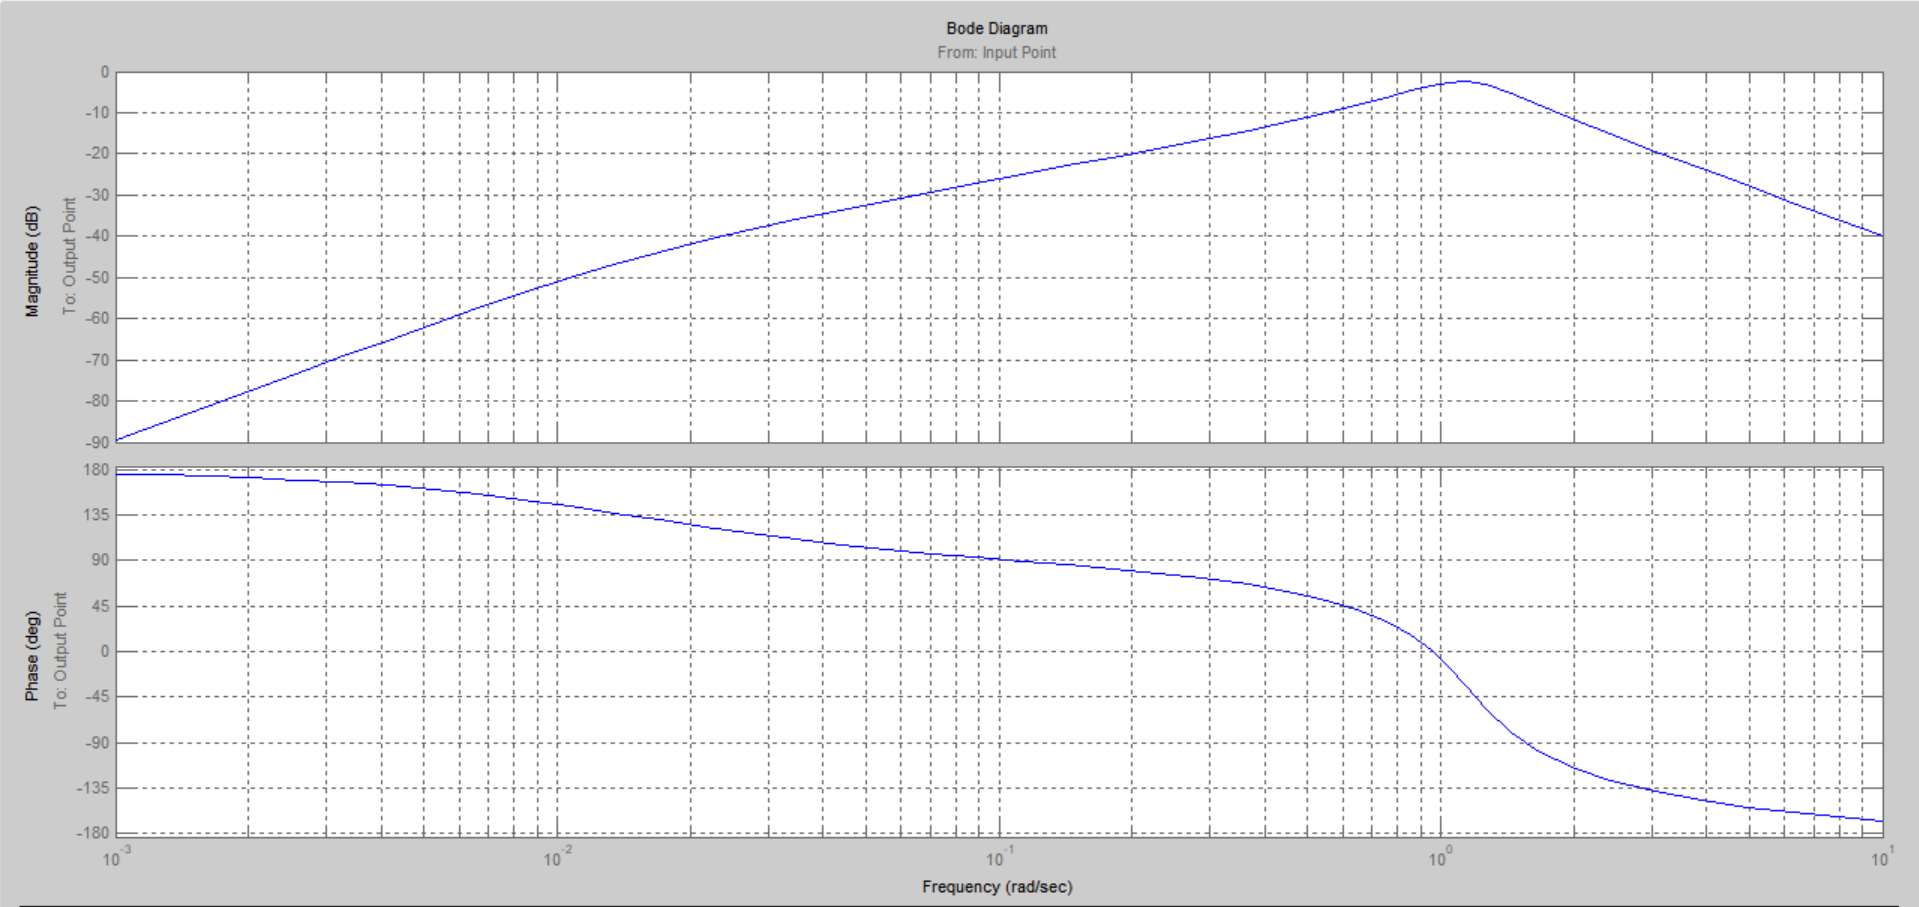 Bode Diagram
From: Input Point
Magnitude (dB)
To: Output Point
0
-10
-20
-30
-40
-50
-60
-70
-80
-90
Phase (deg)
To: Output Point
180
135
90
45
0
-45
-90
-135
-180
10^-3 10^-2 10^-1 10^0 10^1
Frequency (rad/sec)